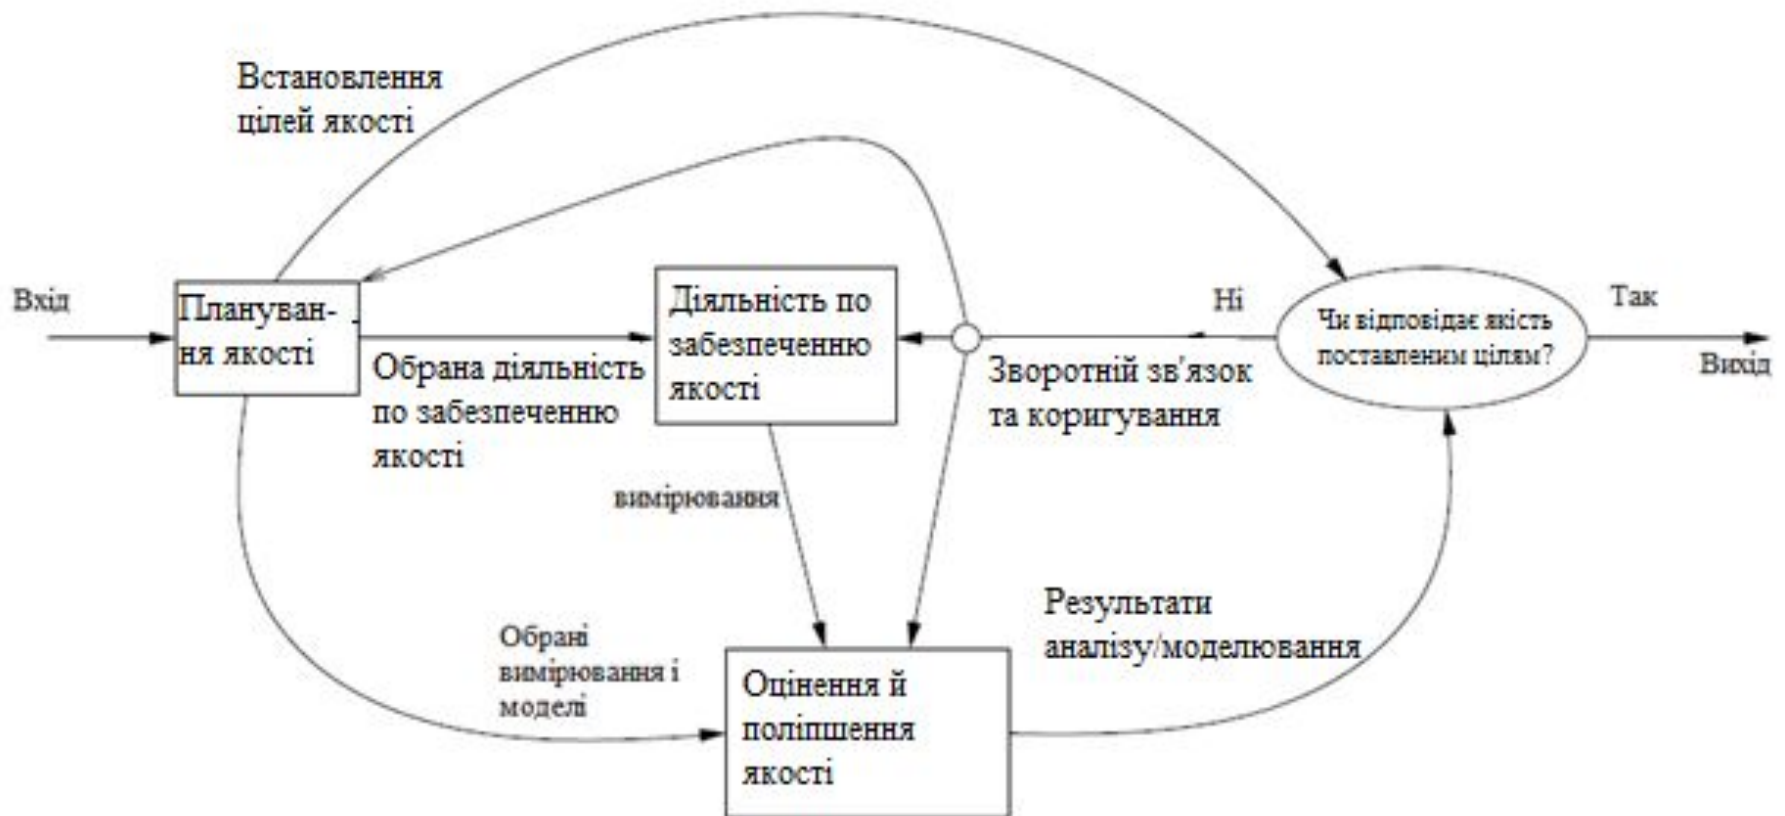 Встановлення
цілей якості
Вхід
Плануван-
ня якості
Обрана діяльність
по забезпеченню
якості
Діяльність по
забезпеченню
якості
Ні
Зворотній зв'язок
та коригування
Чи відповідає якість
поставленим цілям?
Так
Вихід
вимірювання
Обрані
вимірювання і
моделі
Оцінення й
поліпшення
якості
Результати
аналізу/моделювання